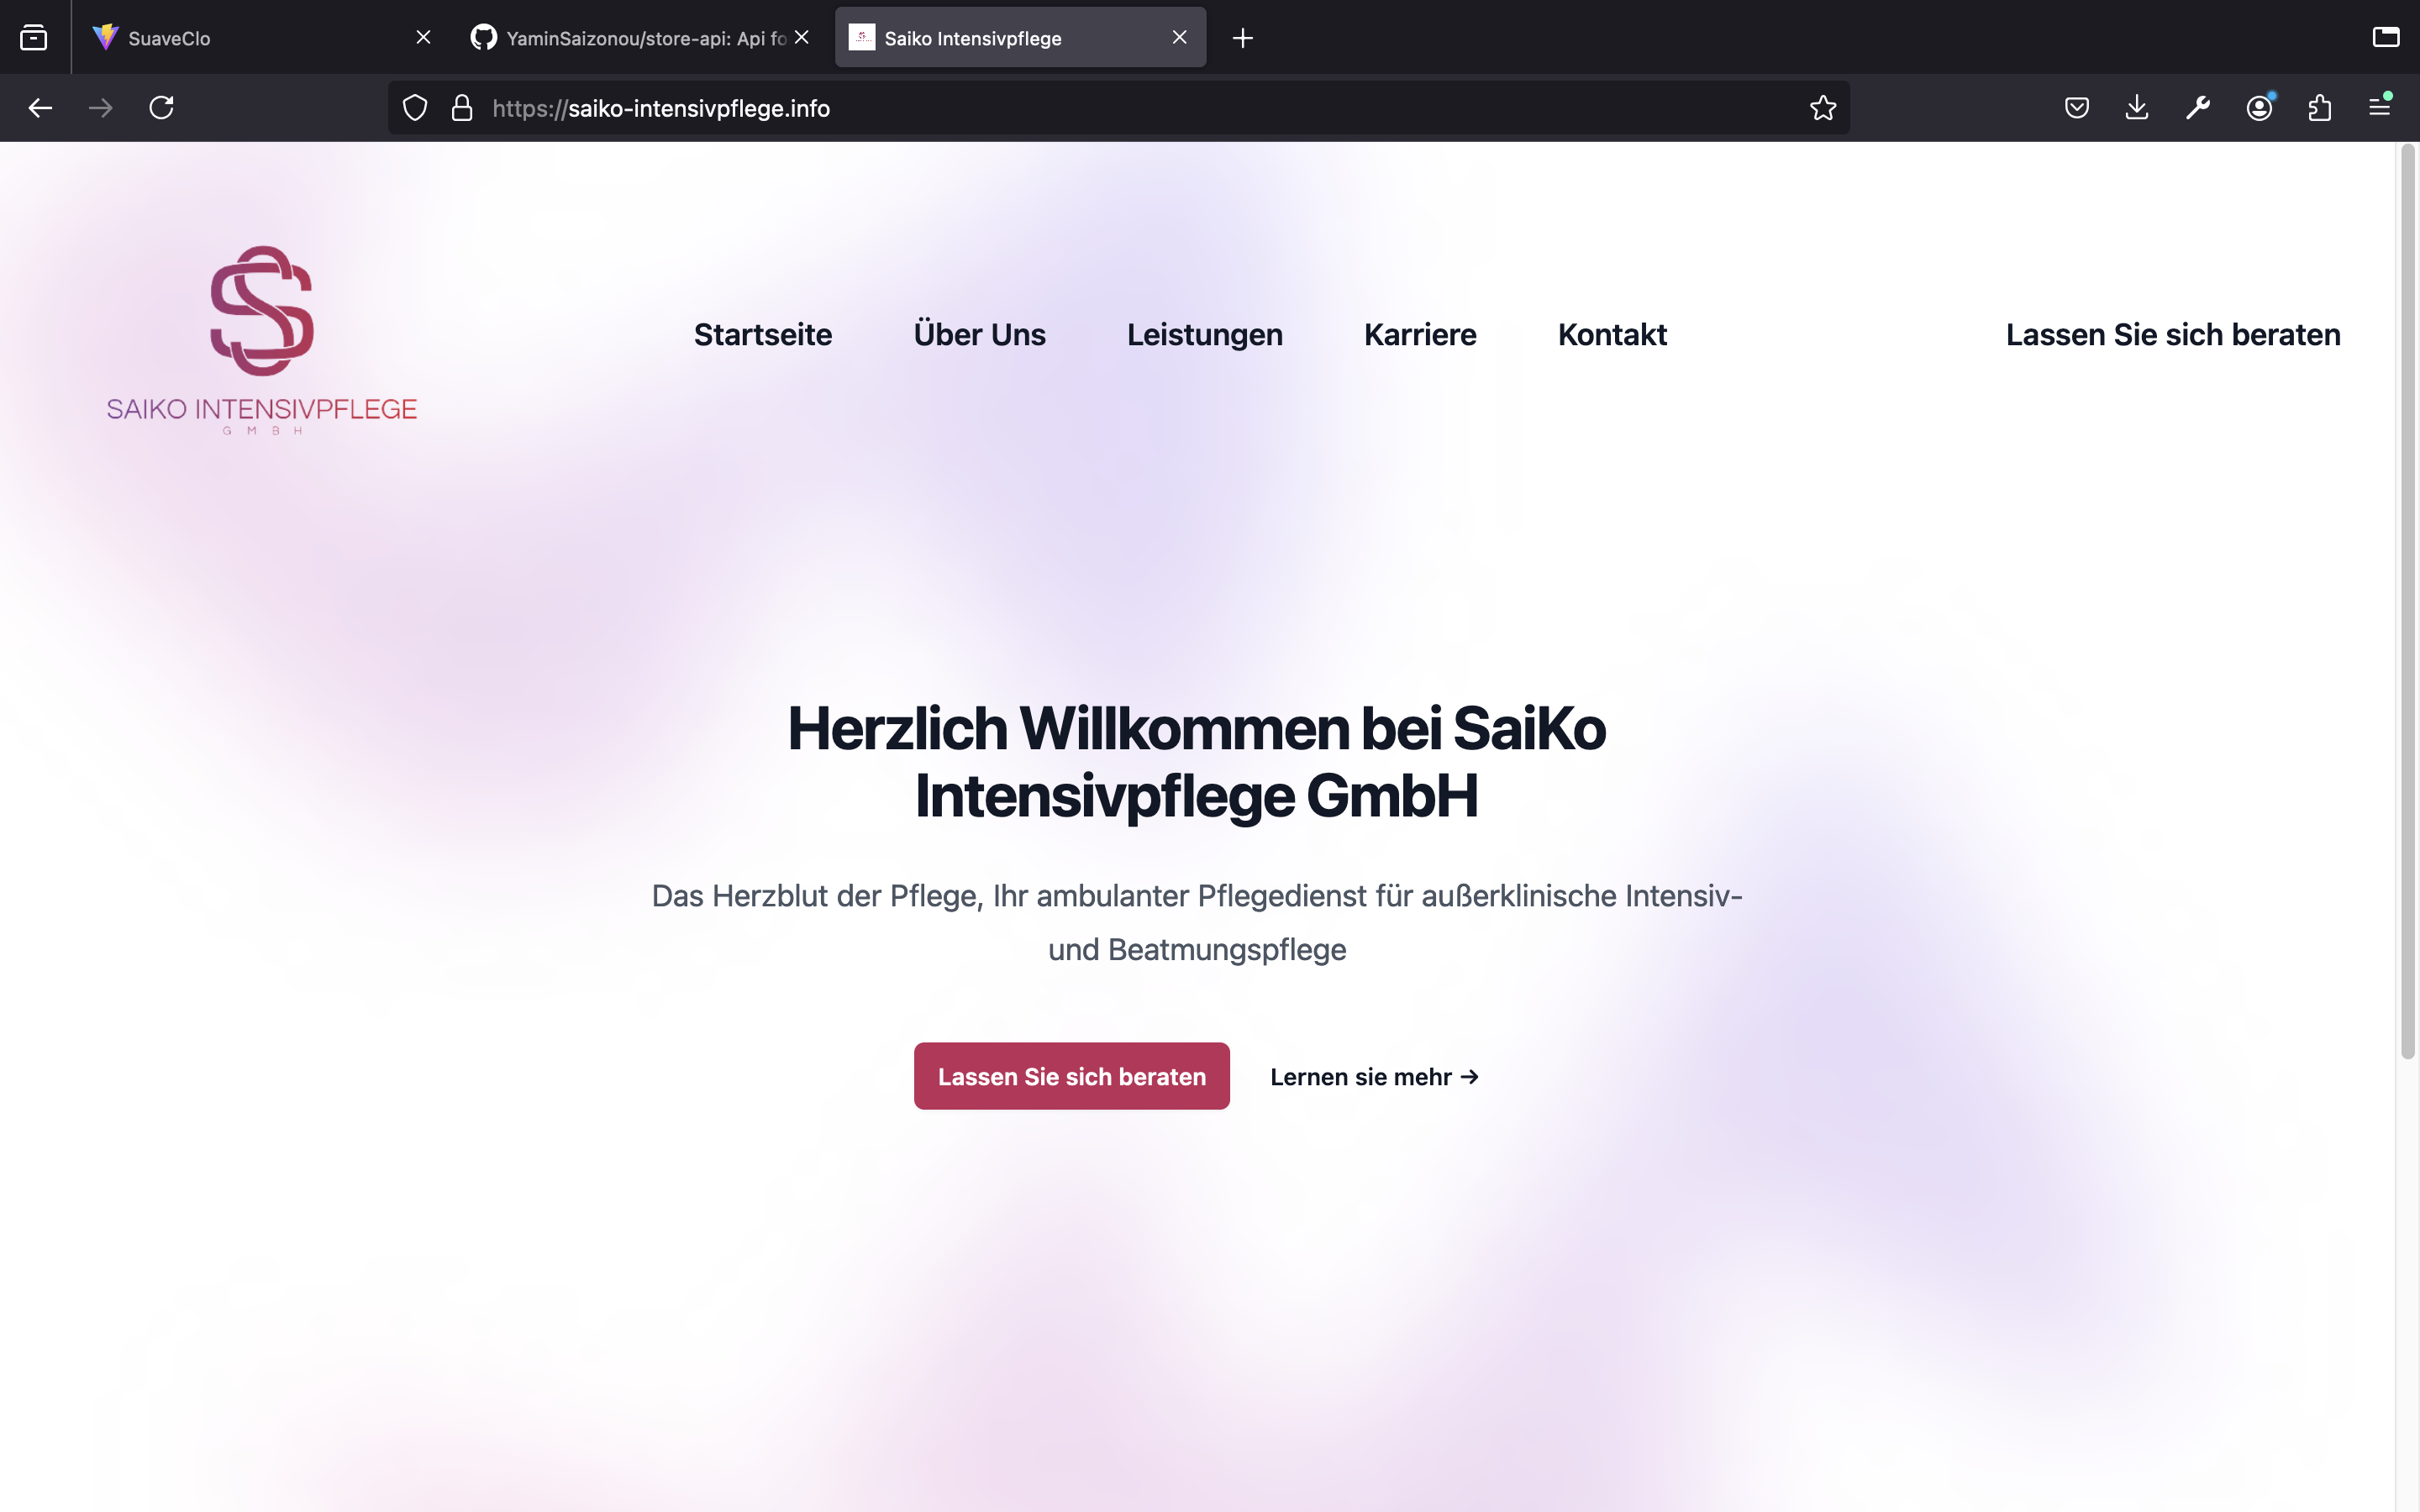 SuaveClo
YaminSaizonou/store-api: Api fo
Saiko Intensivpflege
https://saiko-intensivpflege.info
SAIKO INTENSIVPFLEGE
GMBH
Startseite
Über Uns
Leistungen
Karriere
Kontakt
Lassen Sie sich beraten
Herzlich Willkommen bei SaiKo
Intensivpflege GmbH
Das Herzblut der Pflege, Ihr ambulanter Pflegedienst für außerklinische Intensiv-
und Beatmungspflege
Lassen Sie sich beraten
Lernen sie mehr →